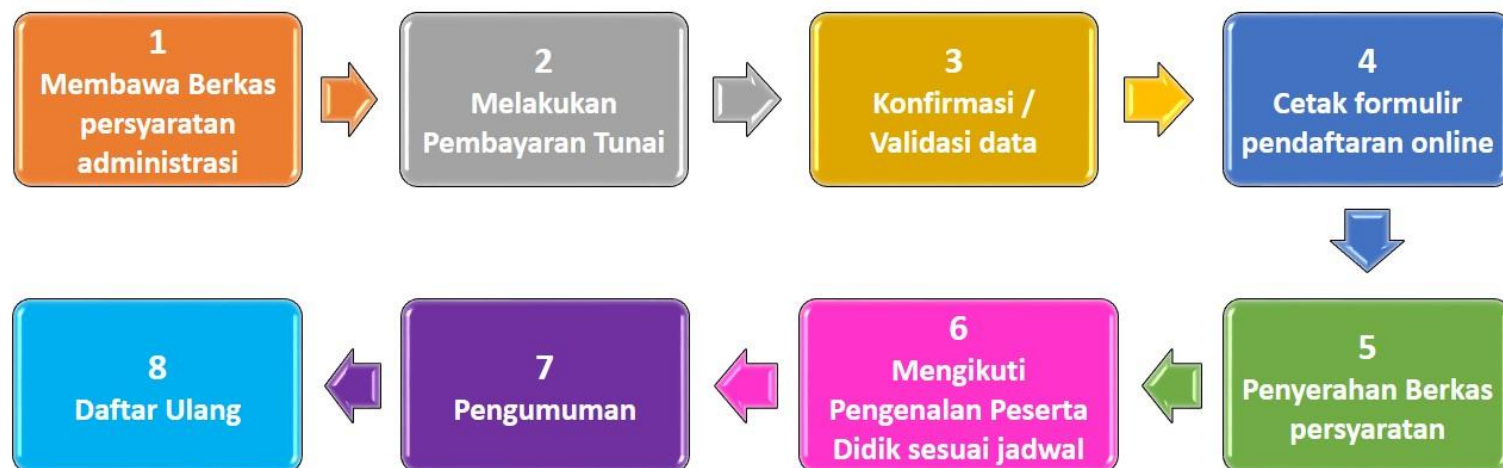 1
Membawa Berkas
persyaratan
administrasi
2
Melakukan
Pembayaran Tunai
3
Konfirmasi /
Validasi data
4
Cetak formulir
pendaftaran online
5
Penyerahan Berkas
persyaratan
6
Mengikuti
Pengenalan Peserta
Didik sesuai jadwal
7
Pengumuman
8
Daftar Ulang